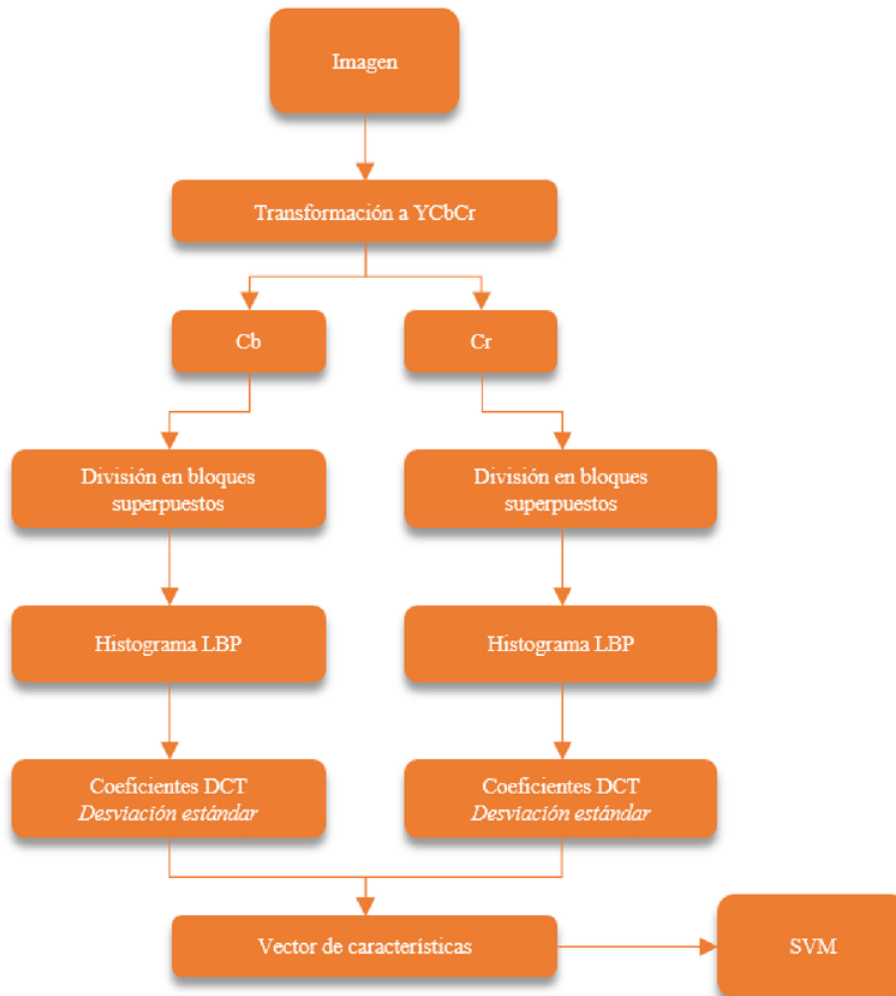 Imagen
Transformación a YCbCr
Cb
Cr
División en bloques
superpuestos
División en bloques
superpuestos
Histograma LBP
Histograma LBP
Coeficientes DCT
Desviación estándar
Coeficientes DCT
Desviación estándar
Vector de características
SVM